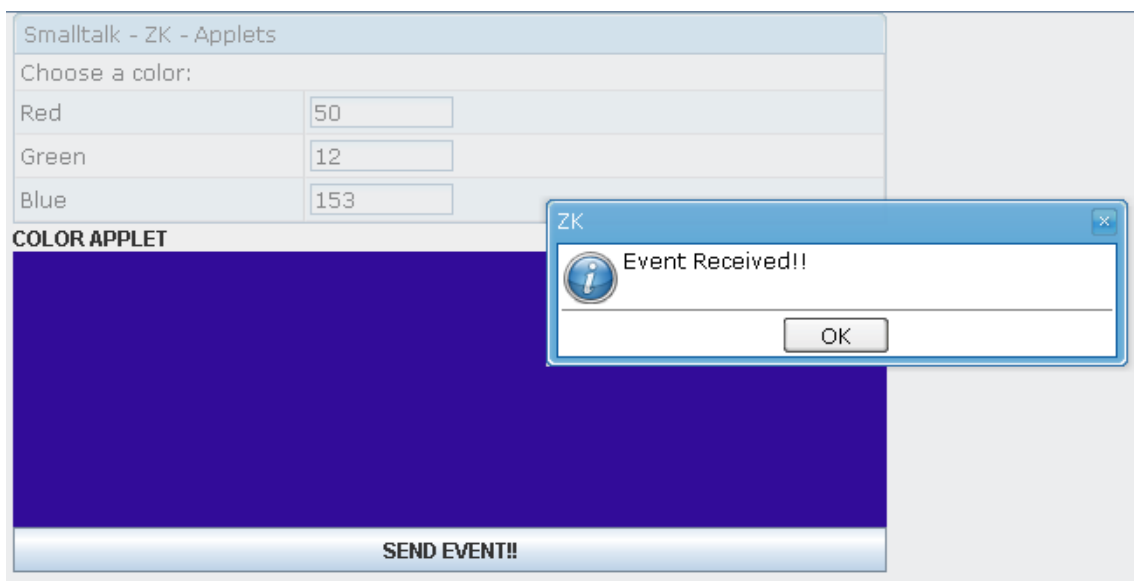 Smalltalk - ZK - Applets
Choose a color:
Red 50
Green 12
Blue 153
COLOR APPLET
ZK
Event Received!!
OK
SEND EVENT!!